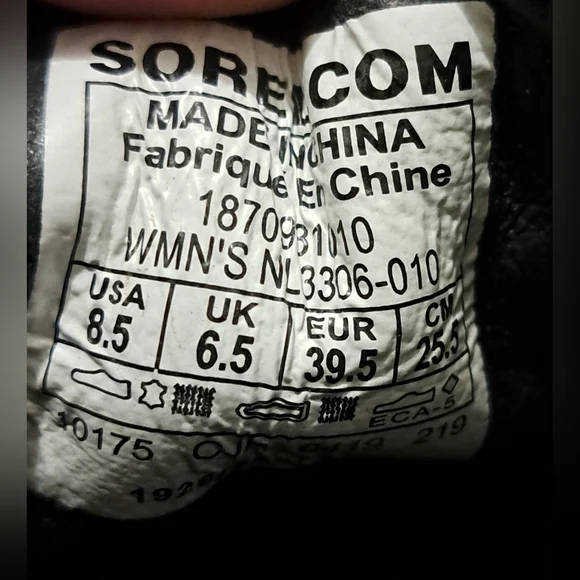 SOREL.COM
MADE IN CHINA
Fabriqué En Chine
1870931010
WMN'S NL3306-010
USA UK EUR CM
8.5 6.5 39.5 25.5
ECA-5
10175 219